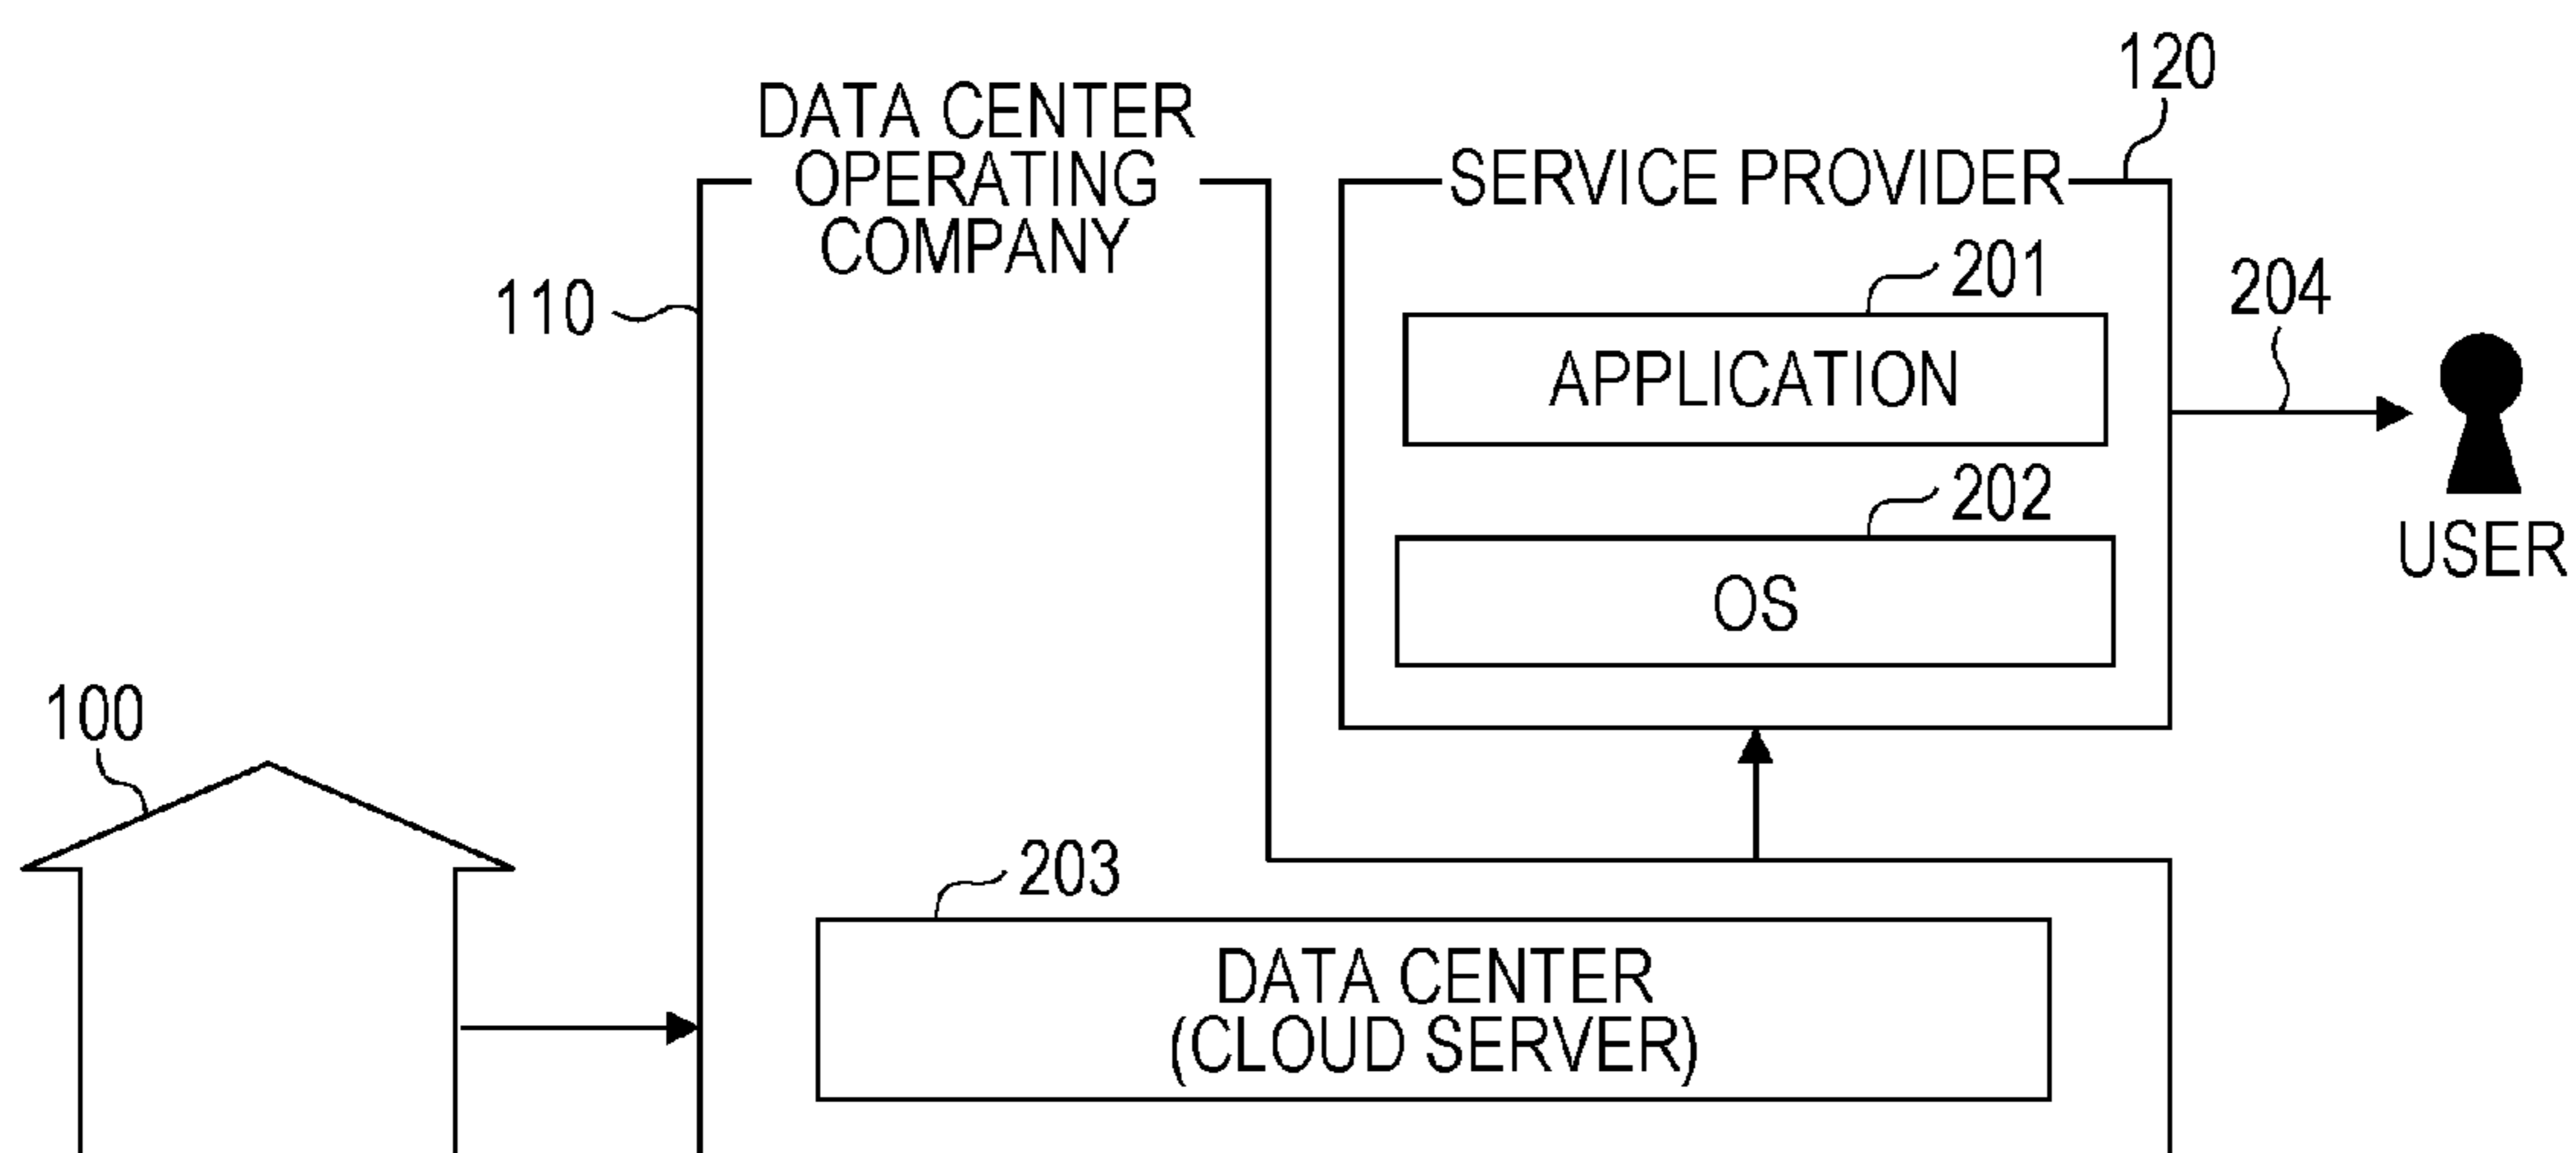 120
DATA CENTER
OPERATING
COMPANY
SERVICE PROVIDER
110
201
204
APPLICATION
202
USER
OS
100
203
DATA CENTER
(CLOUD SERVER)